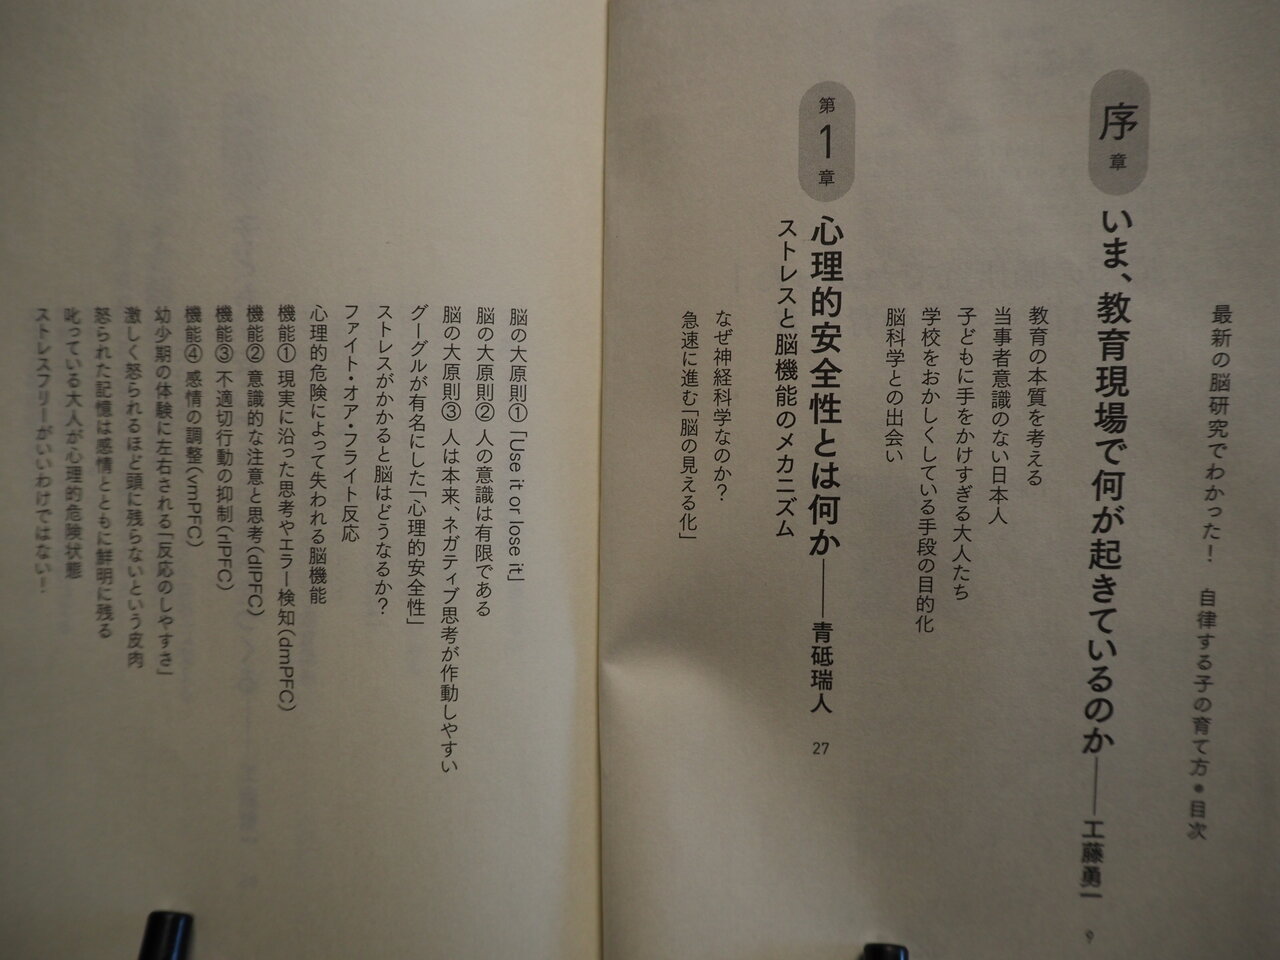 最新の脳研究でわかった! 自律する子の育て方●目次
序章
いま、教育現場で何が起きているのか――工藤勇一 9
教育の本質を考える
当事者意識のない日本人
子どもに手をかけすぎる大人たち
学校をおかしくしている手段の目的化
脳科学との出会い
第1章
心理的安全性とは何か――青砥瑞人 27
ストレスと脳機能のメカニズム
なぜ神経科学なのか?
急速に進む「脳の見える化」
脳の大原則①「Use it or lose it」
脳の大原則② 人の意識は有限である
脳の大原則③ 人は本来、ネガティブ思考が作動しやすい
グーグルが有名にした「心理的安全性」
ストレスがかかると脳はどうなるか?
ファイト・オア・フライト反応
心理的危険によって失われる脳機能
機能① 現実に沿った思考やエラー検知(dmPFC)
機能② 意識的な注意と思考(dlPFC)
機能③ 不適切行動の抑制(rlPFC)
機能④ 感情の調整(vmPFC)
幼少期の体験に左右される「反応のしやすさ」
激しく怒られるほど頭に残らないという皮肉
怒られた記憶は感情とともに鮮明に残る
叱っている大人が心理的危険状態
ストレスフリーがいいわけではない!